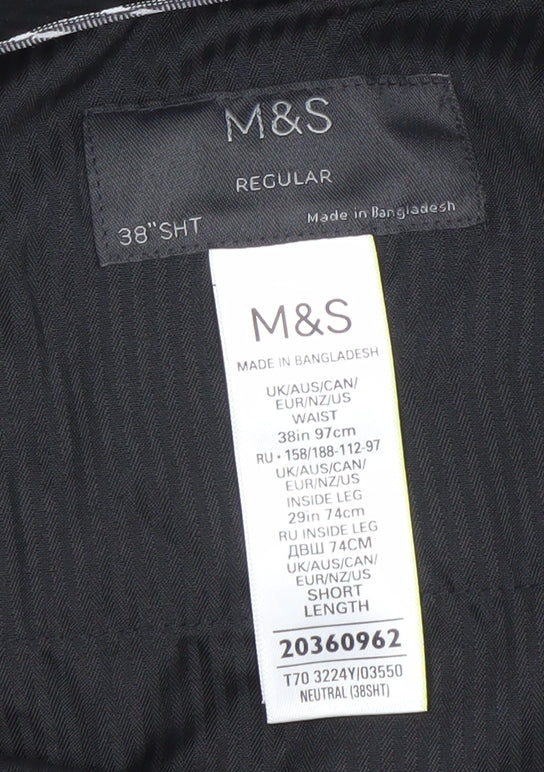 M&S
REGULAR
38"SHT
Made in Bangladesh
M&S
MADE IN BANGLADESH
UK/AUS/CAN/
EUR/NZ/US
WAIST
38in 97cm
RU • 158/188-112-97
UK/AUS/CAN/
EUR/NZ/US
INSIDE LEG
29in 74cm
RU INSIDE LEG
ДВШ 74CM
UK/AUS/CAN/
EUR/NZ/US
SHORT
LENGTH
20360962
T70 3224Y/03550
NEUTRAL (38SHT)